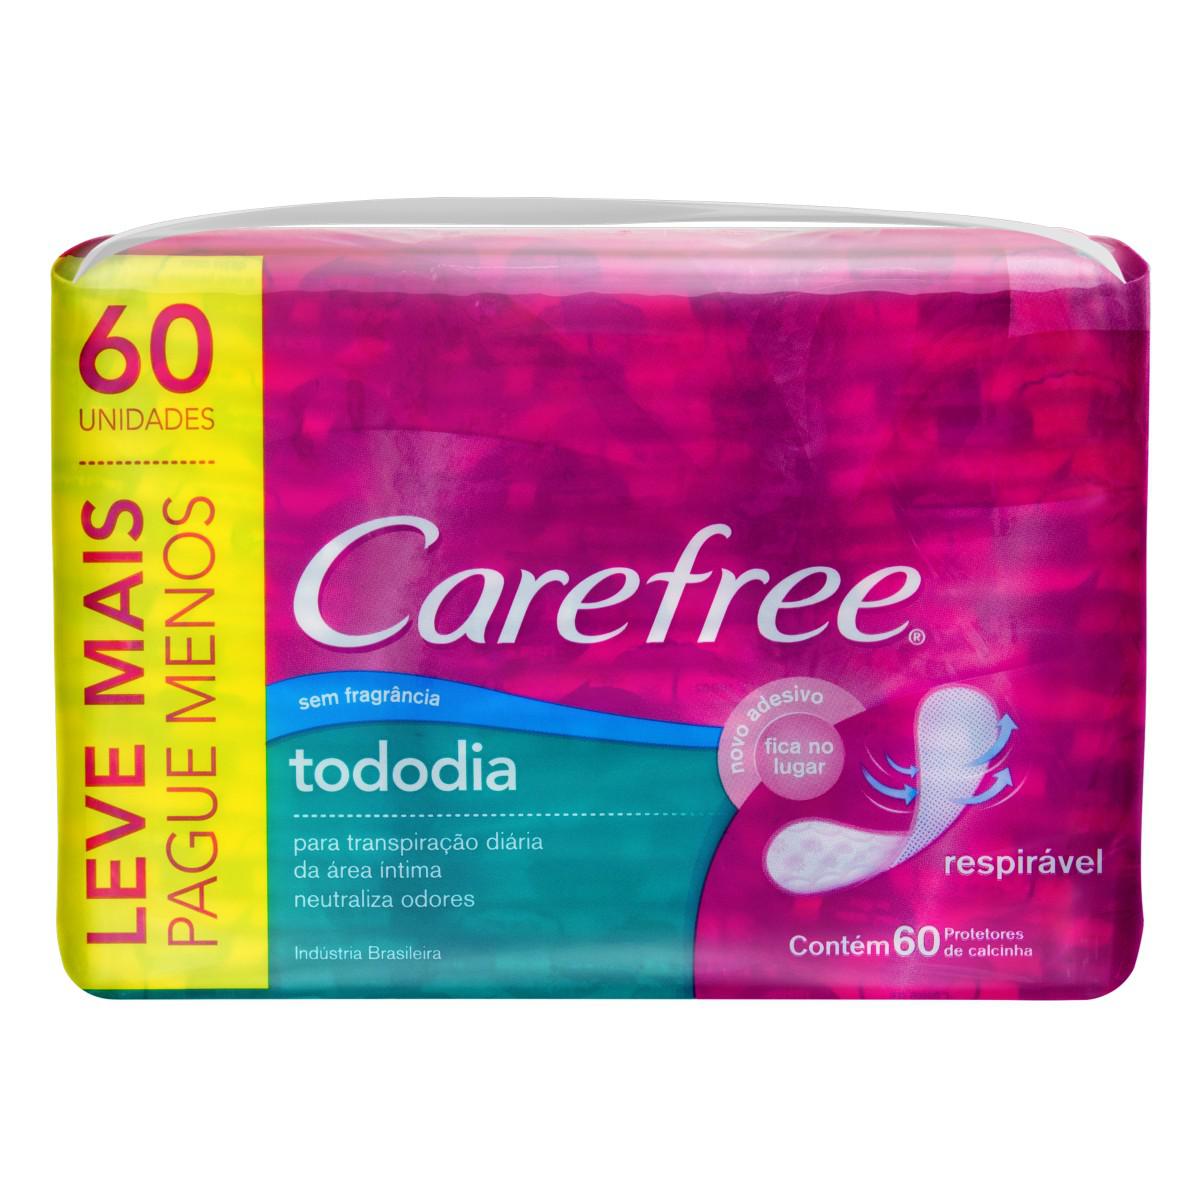 60
UNIDADES
LEVE MAIS
PAGUE MENOS
Carefree®
sem fragrância
tododia
para transpiração diária
da área íntima
neutraliza odores
Indústria Brasileira
novo adesivo
fica no
lugar
respirável
Contém 60 Protetores
de calcinha